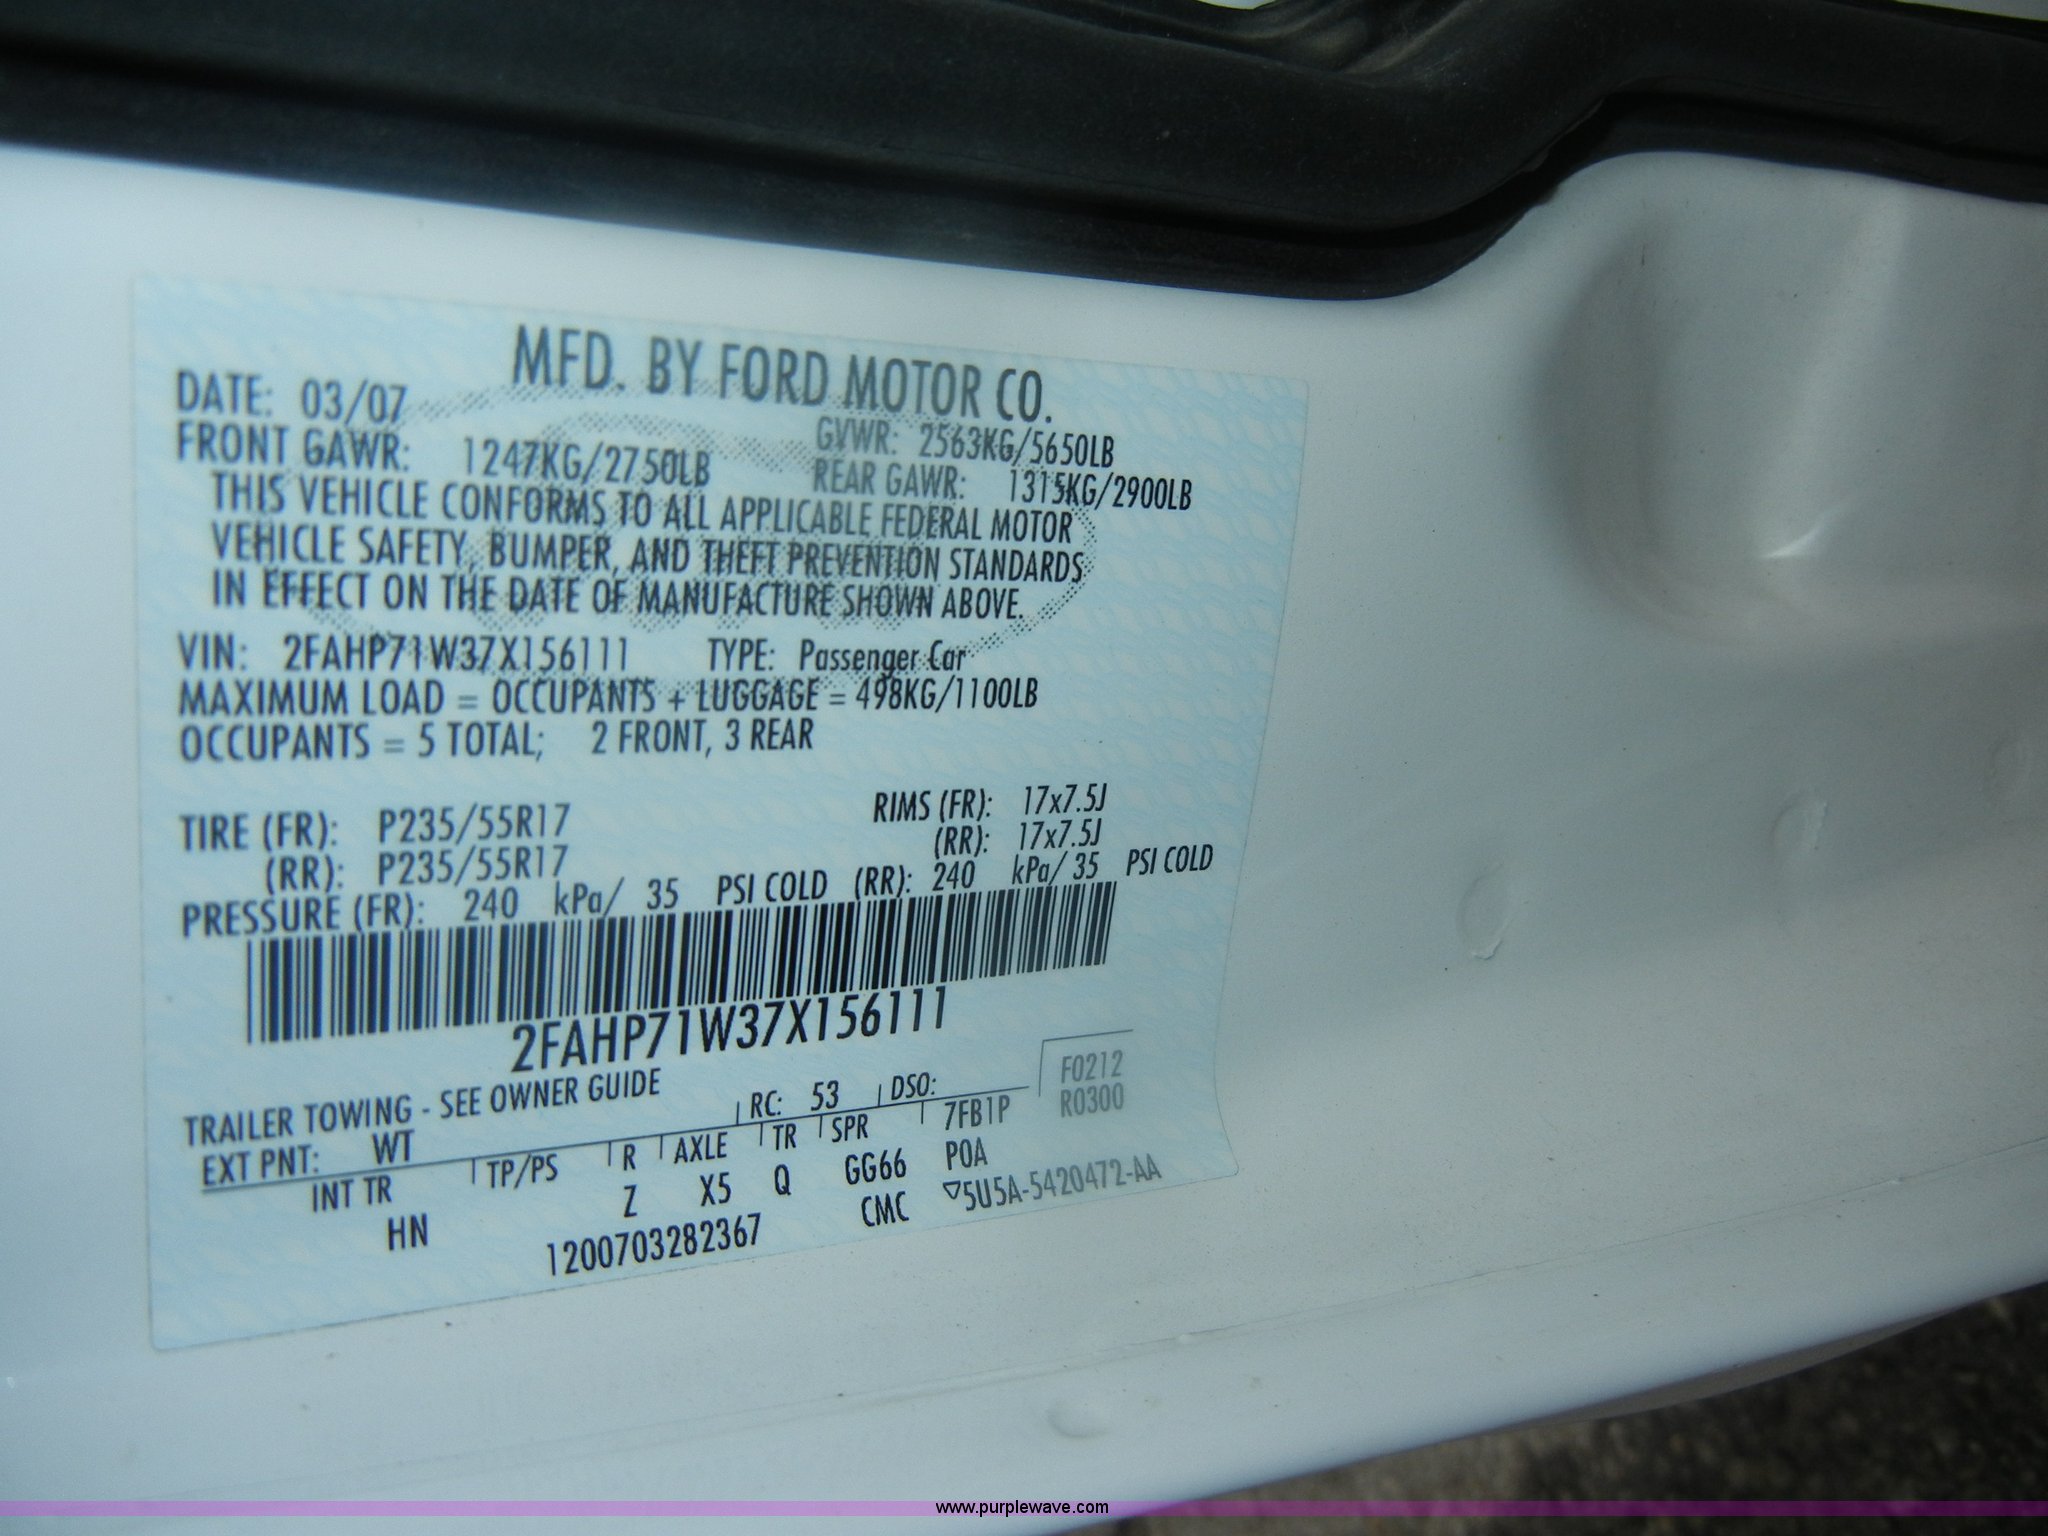 MFD. BY FORD MOTOR CO.
DATE: 03/07 GVWR: 2563KG/5650LB
FRONT GAWR: 1247KG/2750LB REAR GAWR: 1315KG/2900LB
THIS VEHICLE CONFORMS TO ALL APPLICABLE FEDERAL MOTOR
VEHICLE SAFETY, BUMPER, AND THEFT PREVENTION STANDARDS
IN EFFECT ON THE DATE OF MANUFACTURE SHOWN ABOVE.
VIN: 2FAHP71W37X156111 TYPE: Passenger Car
MAXIMUM LOAD = OCCUPANTS + LUGGAGE = 498KG/1100LB
OCCUPANTS = 5 TOTAL; 2 FRONT, 3 REAR
TIRE (FR): P235/55R17 RIMS (FR): 17x7.5J
(RR): P235/55R17 (RR): 17x7.5J
PRESSURE (FR): 240 kPa/ 35 PSI COLD (RR): 240 kPa/ 35 PSI COLD
2FAHP71W37X156111
TRAILER TOWING - SEE OWNER GUIDE
F0212
R0300
EXT PNT: WT RC: 53 DSO:
INT TR TP/PS R AXLE TR SPR 7FB1P
HN Z X5 Q GG66 POA
1200703282367 CMC ▽5U5A-5420472-AA
www.purplewave.com